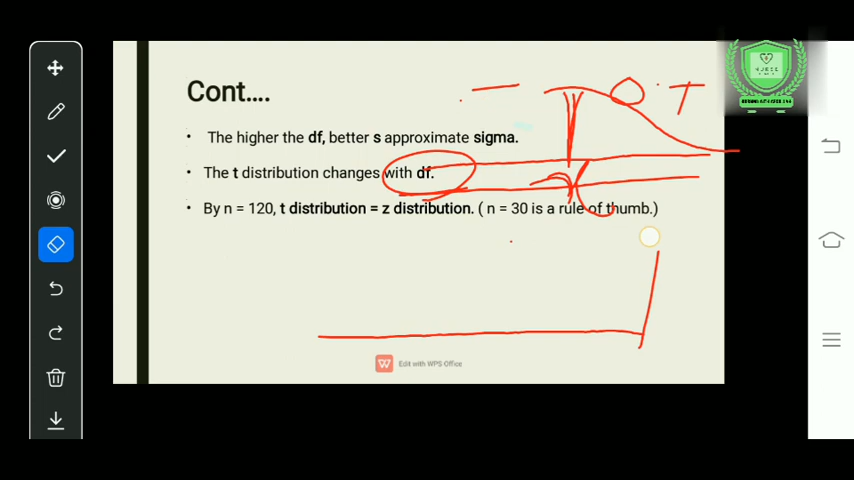 Cont....
• The higher the df, better s approximate sigma.
• The t distribution changes with df.
• By n = 120, t distribution = z distribution. ( n = 30 is a rule of thumb.)
Edit with WPS Office